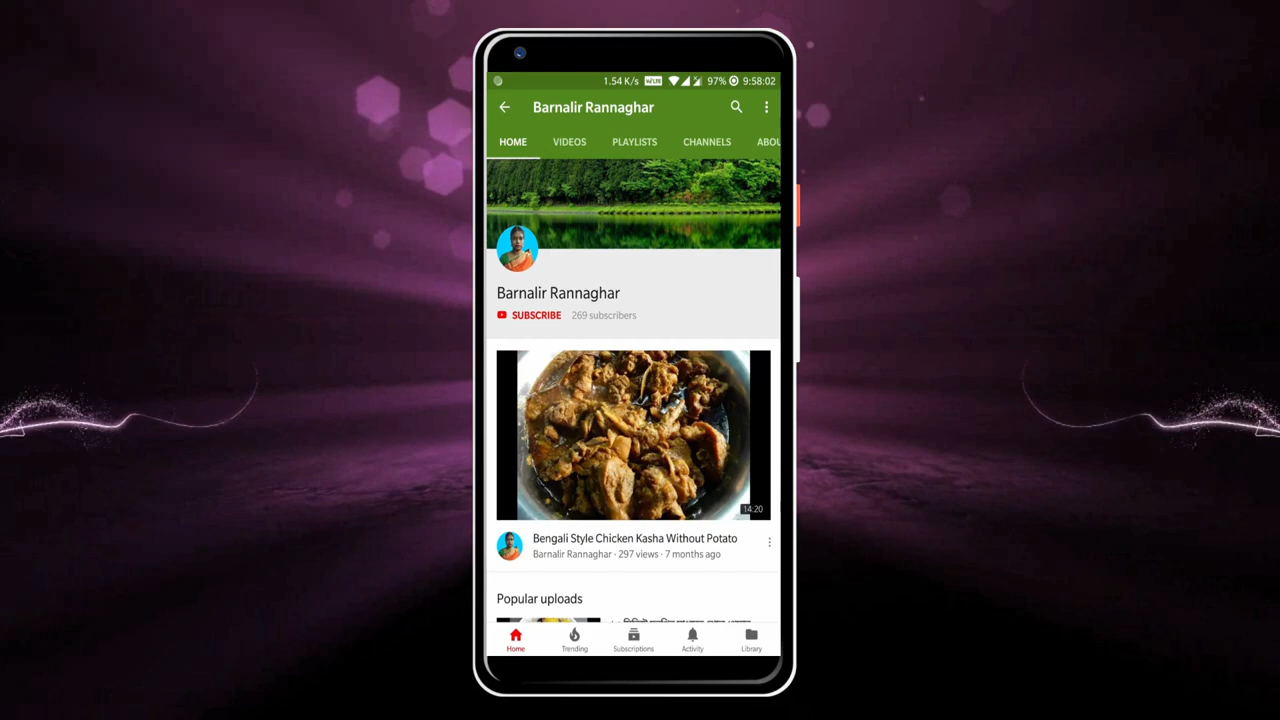 1.54 K/s VoLTE 97% 9:58:02
Barnalir Rannaghar
HOME VIDEOS PLAYLISTS CHANNELS ABOU
Barnalir Rannaghar
SUBSCRIBE 269 subscribers
14:20
Bengali Style Chicken Kasha Without Potato
Barnalir Rannaghar · 297 views · 7 months ago
Popular uploads
Home Trending Subscriptions Activity Library